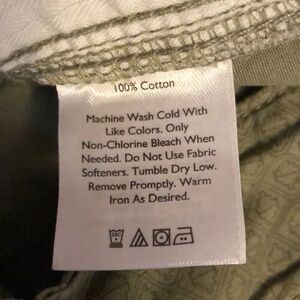 100% Cotton
Machine Wash Cold With
Like Colors. Only
Non-Chlorine Bleach When
Needed. Do Not Use Fabric
Softeners. Tumble Dry Low.
Remove Promptly. Warm
Iron As Desired.